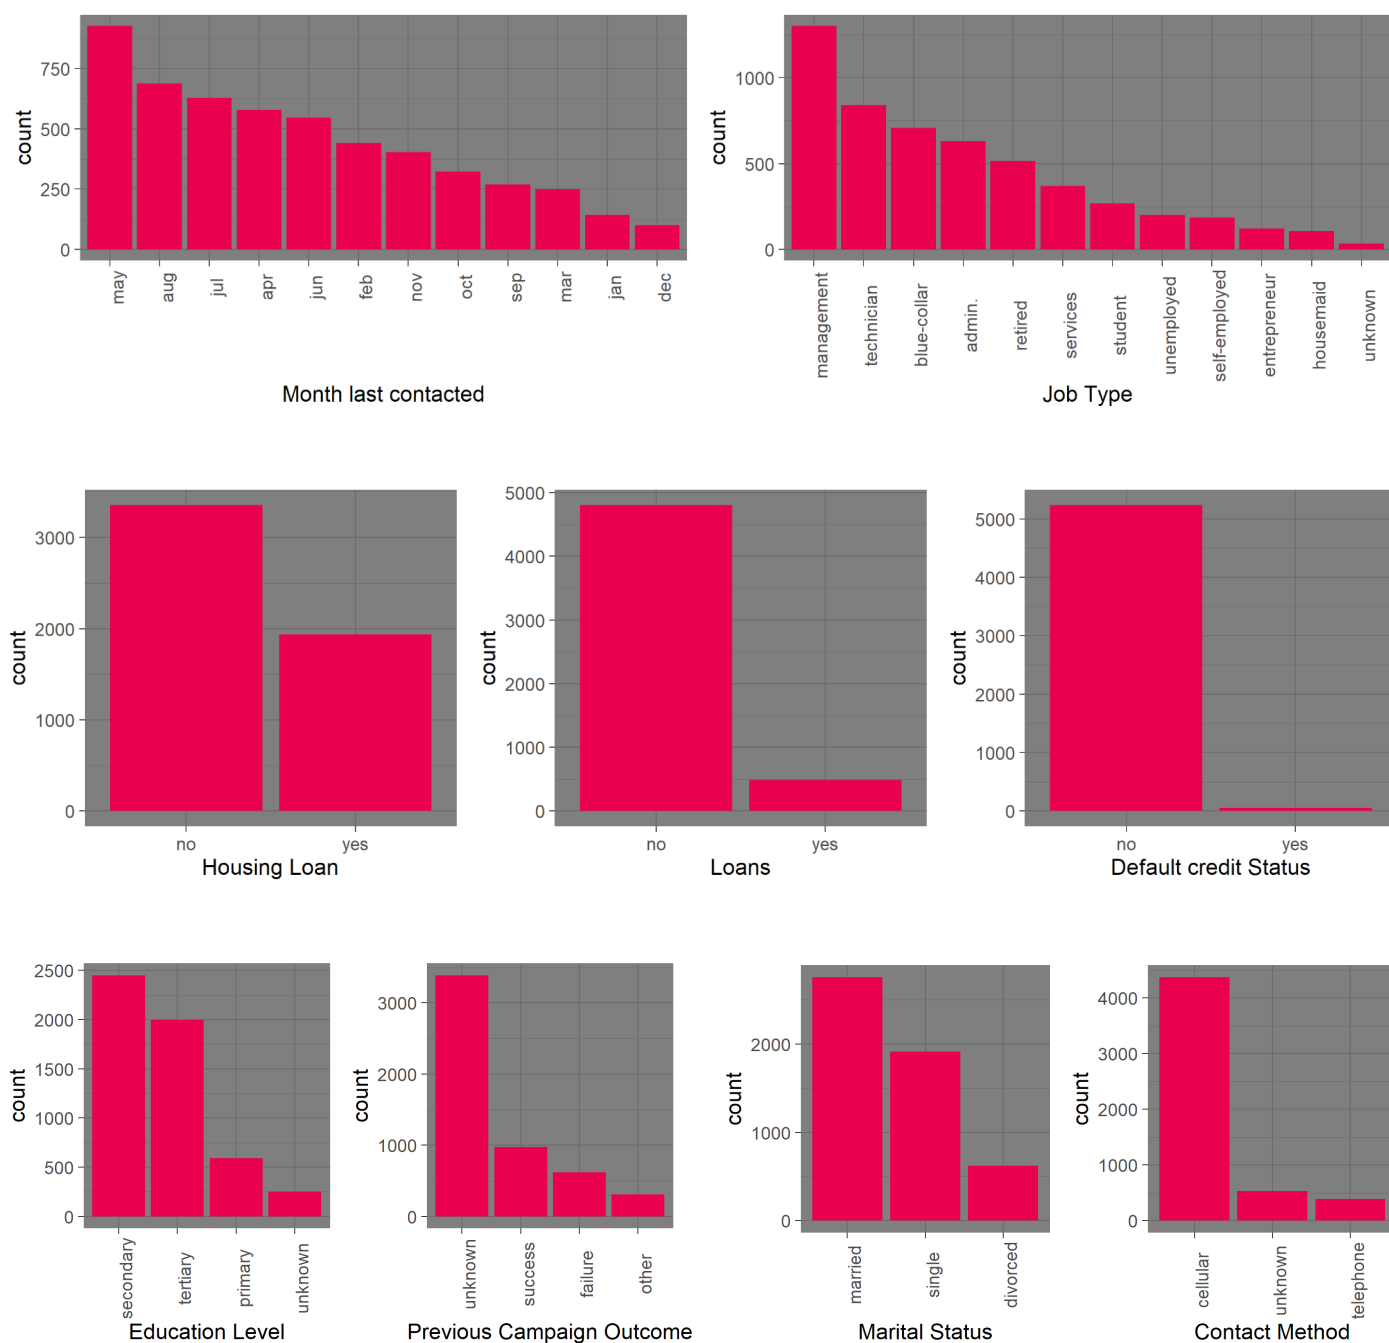 count
750
500
250
0
may
aug
jul
apr
jun
feb
nov
oct
sep
mar
jan
dec
Month last contacted
count
1000
500
0
management
technician
blue-collar
admin.
retired
services
student
unemployed
self-employed
entrepreneur
housemaid
unknown
Job Type
count
3000
2000
1000
0
no yes
Housing Loan
count
5000
4000
3000
2000
1000
0
no yes
Loans
count
5000
4000
3000
2000
1000
0
no yes
Default credit Status
count
2500
2000
1500
1000
500
0
secondary
tertiary
primary
unknown
Education Level
count
3000
2000
1000
0
unknown
success
failure
other
Previous Campaign Outcome
count
2000
1000
0
married
single
divorced
Marital Status
count
4000
3000
2000
1000
0
cellular
unknown
telephone
Contact Method